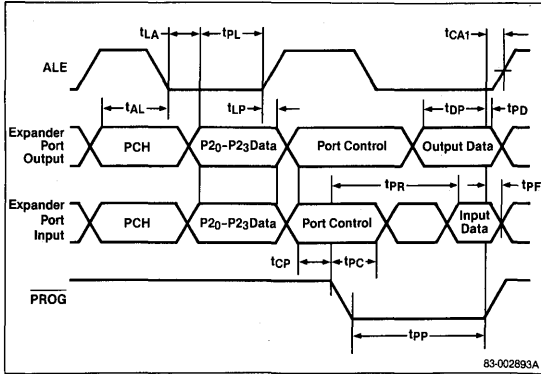 tLA tPL tCA1
ALE
tAL tLP tDP tPD
Expander
Port
Output
PCH P20-P23Data Port Control Output Data
tPR tPF
Expander
Port
Input
PCH P20-P23Data Port Control Input
Data
tCP tPC
PROG
tPP
83-002893A